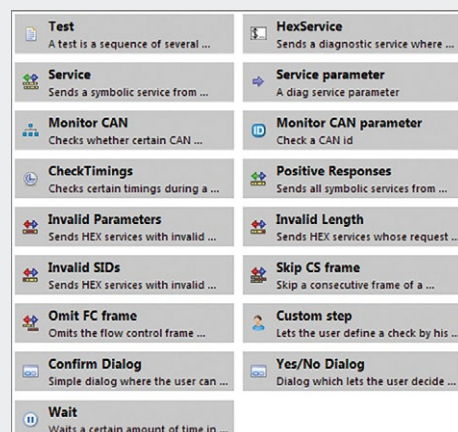 Test
A test is a sequence of several ...
HexService
Sends a diagnostic service where ...
Service
Sends a symbolic service from ...
Service parameter
A diag service parameter
Monitor CAN
Checks whether certain CAN ...
Monitor CAN parameter
Check a CAN id
CheckTimings
Checks certain timings during a ...
Positive Responses
Sends all symbolic services from ...
Invalid Parameters
Sends HEX services with invalid ...
Invalid Length
Sends HEX services whose request ...
Invalid SIDs
Sends HEX services with invalid ...
Skip CS frame
Skip a consecutive frame of a ...
Omit FC frame
Omits the flow control frame ...
Custom step
Lets the user define a check by his ...
Confirm Dialog
Simple dialog where the user can ...
Yes/No Dialog
Dialog which lets the user decide ...
Wait
Waits a certain amount of time in ...